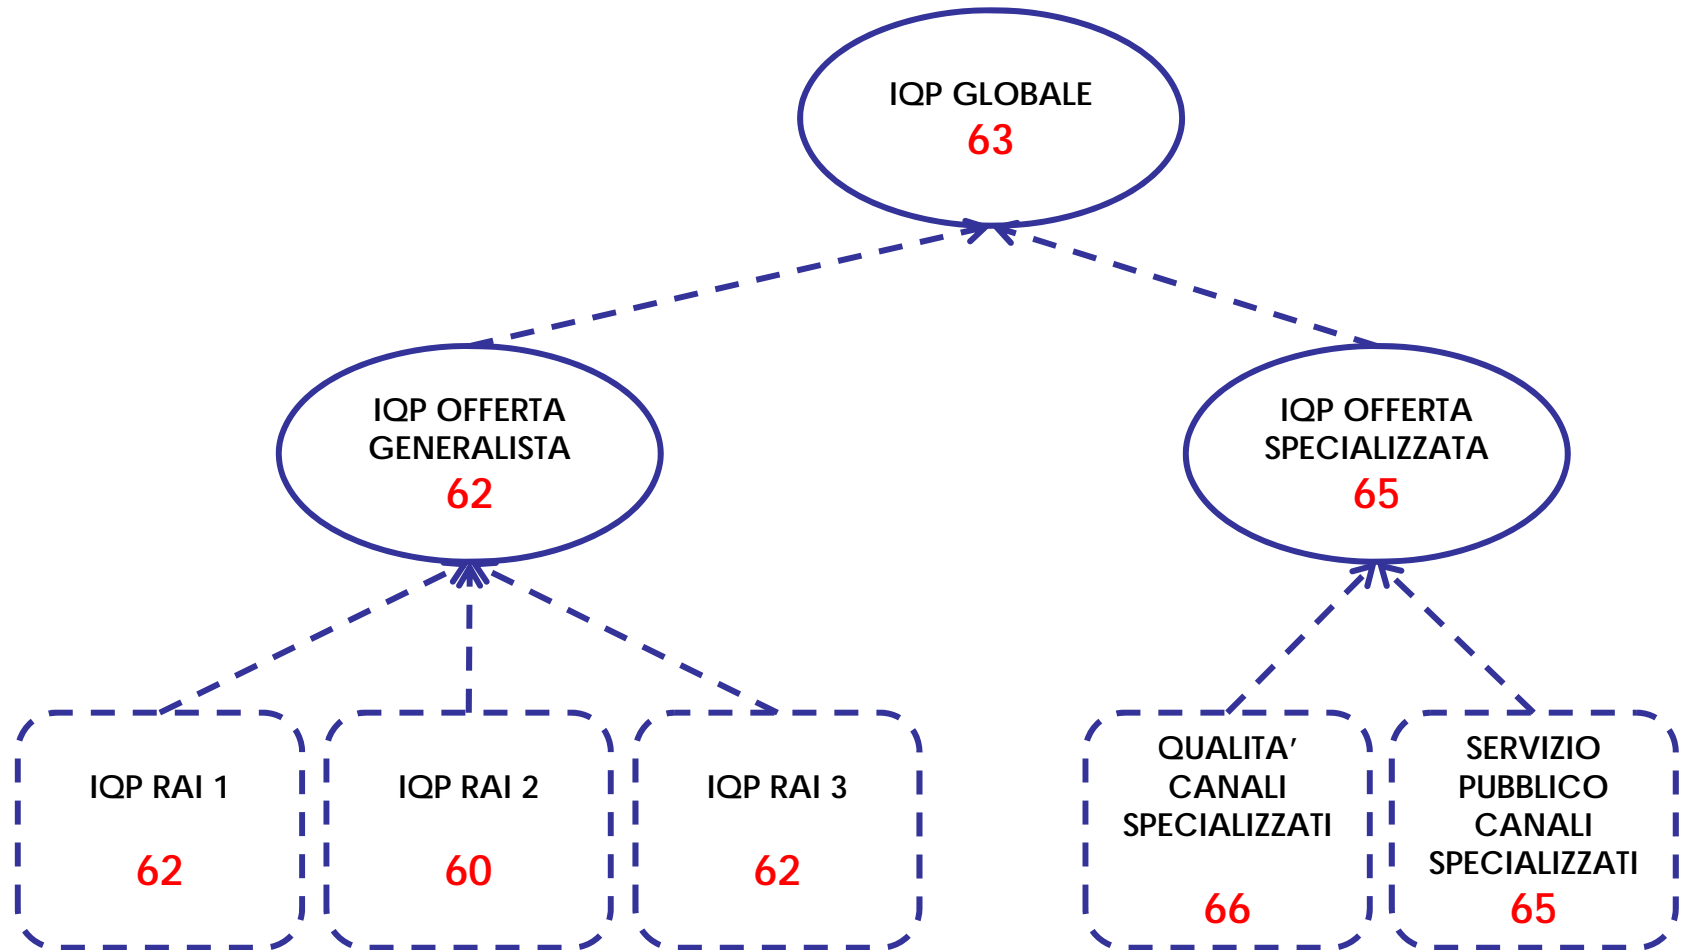 IQP GLOBALE
63
IQP OFFERTA
GENERALISTA
62
IQP OFFERTA
SPECIALIZZATA
65
IQP RAI 1
62
IQP RAI 2
60
IQP RAI 3
62
QUALITA’
CANALI
SPECIALIZZATI
66
SERVIZIO
PUBBLICO
CANALI
SPECIALIZZATI
65